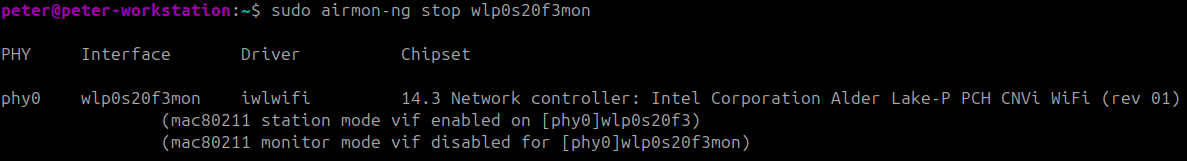 peter@peter-workstation:~$ sudo airmon-ng stop wlp0s20f3mon
PHY Interface Driver Chipset
phy0 wlp0s20f3mon iwlwifi 14.3 Network controller: Intel Corporation Alder Lake-P PCH CNVi WiFi (rev 01)
(mac80211 station mode vif enabled on [phy0]wlp0s20f3)
(mac80211 monitor mode vif disabled for [phy0]wlp0s20f3mon)